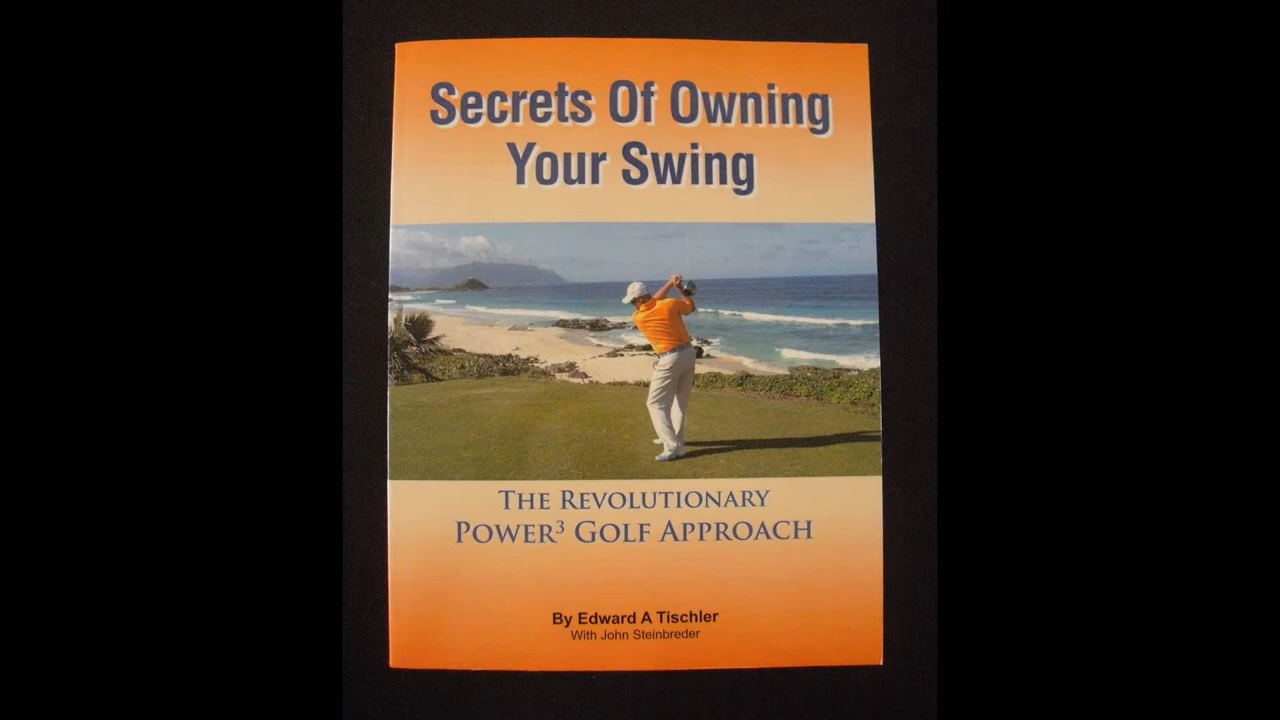 Secrets Of Owning
Your Swing
The Revolutionary
Power³ Golf Approach
By Edward A Tischler
With John Steinbreder